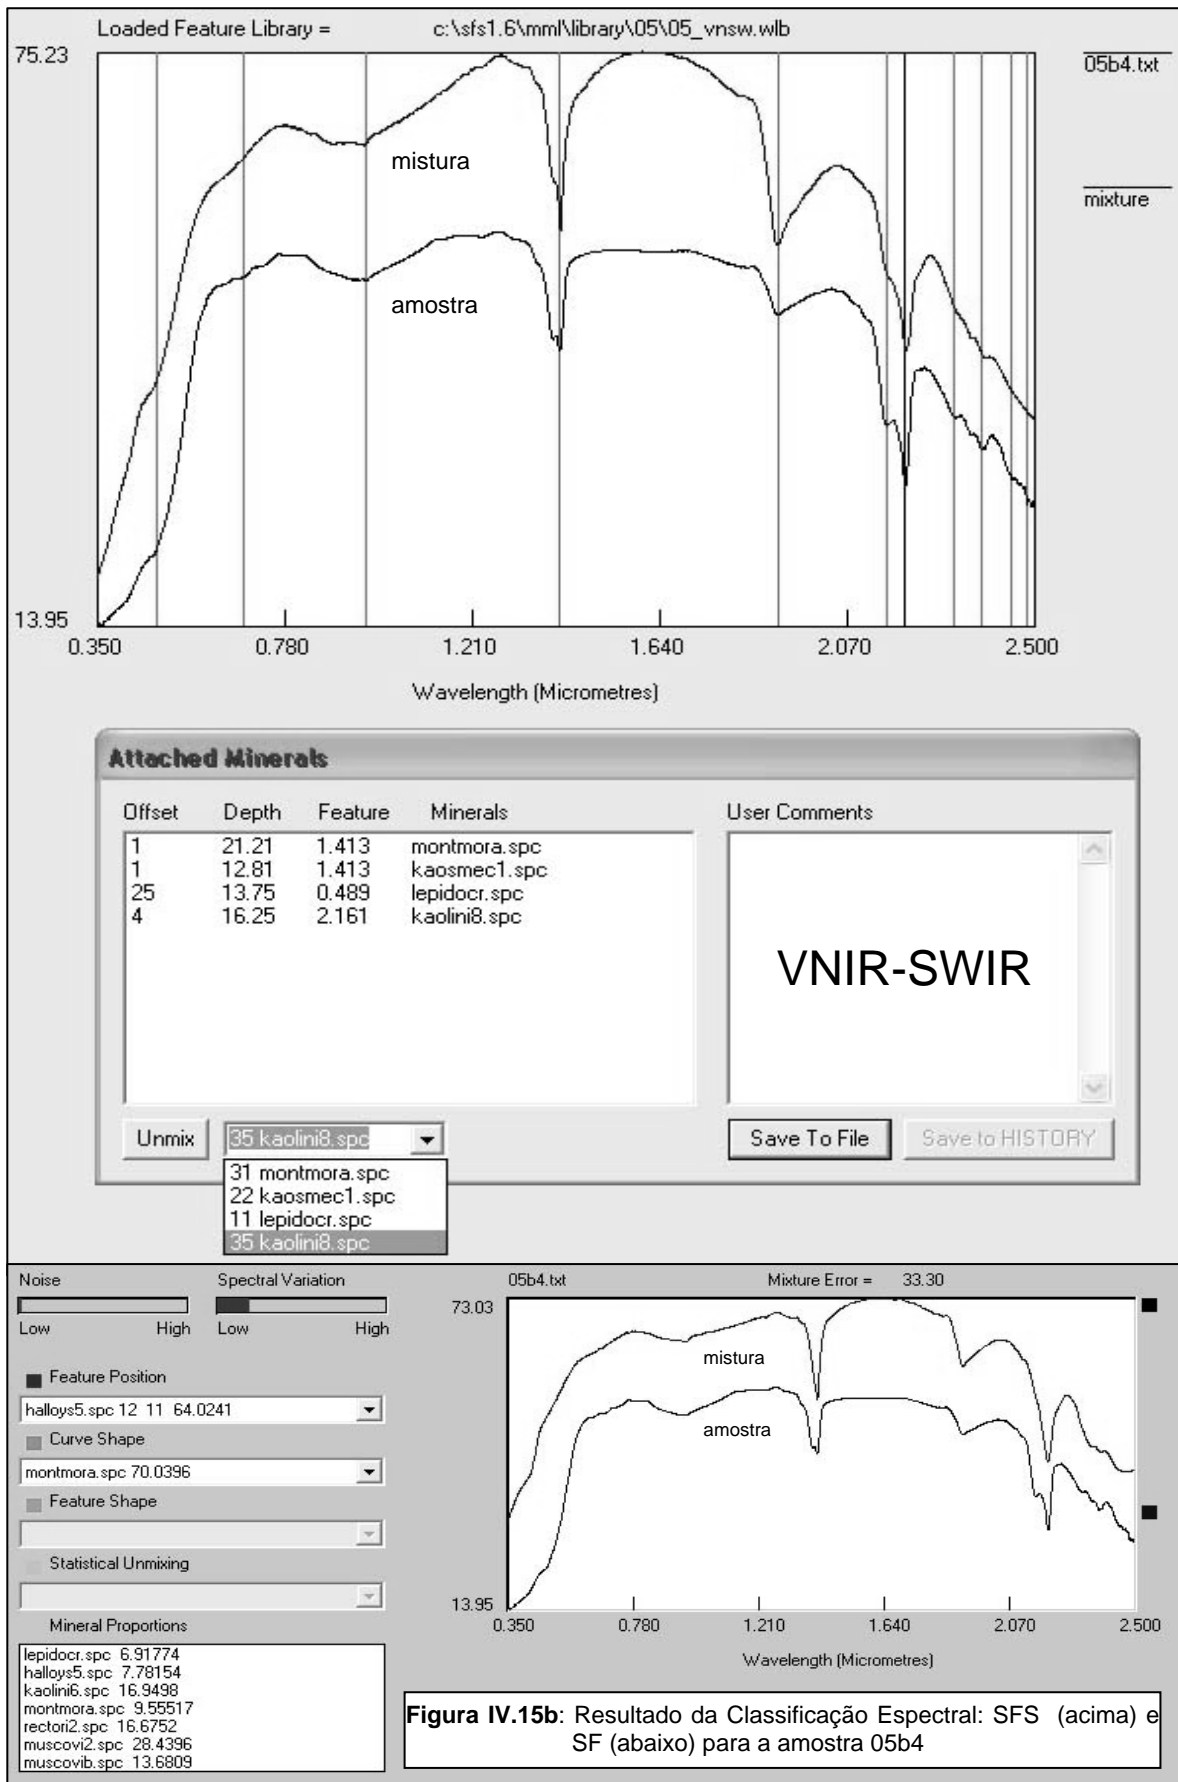 Loaded Feature Library = c:\sfs1.6\mml\library\05\05_vnsw.wlb
75.23
05b4.txt
mistura
mixture
amostra
13.95
0.350 0.780 1.210 1.640 2.070 2.500
Wavelength (Micrometres)
Attached Minerals
Offset Depth Feature Minerals
User Comments
1 21.21 1.413 montmora.spc
1 12.81 1.413 kaosmec1.spc
25 13.75 0.489 lepidocr.spc
4 16.25 2.161 kaolini8.spc
VNIR-SWIR
Unmix
35 kaolini8.spc
Save To File
Save to HISTORY
31 montmora.spc
22 kaosmec1.spc
11 lepidocr.spc
35 kaolini8.spc
Noise
Spectral Variation
Low High
Low High
Feature Position
halloys5.spc 12 11 64.0241
Curve Shape
montmora.spc 70.0396
Feature Shape
Statistical Unmixing
Mineral Proportions
lepidocr.spc 6.91774
halloys5.spc 7.78154
kaolini6.spc 16.9498
montmora.spc 9.55517
rectori2.spc 16.6752
muscovi2.spc 28.4396
muscovib.spc 13.6809
05b4.txt Mixture Error = 33.30
73.03
mistura
amostra
13.95
0.350 0.780 1.210 1.640 2.070 2.500
Wavelength (Micrometres)
Figura IV.15b: Resultado da Classificação Espectral: SFS (acima) e
SF (abaixo) para a amostra 05b4